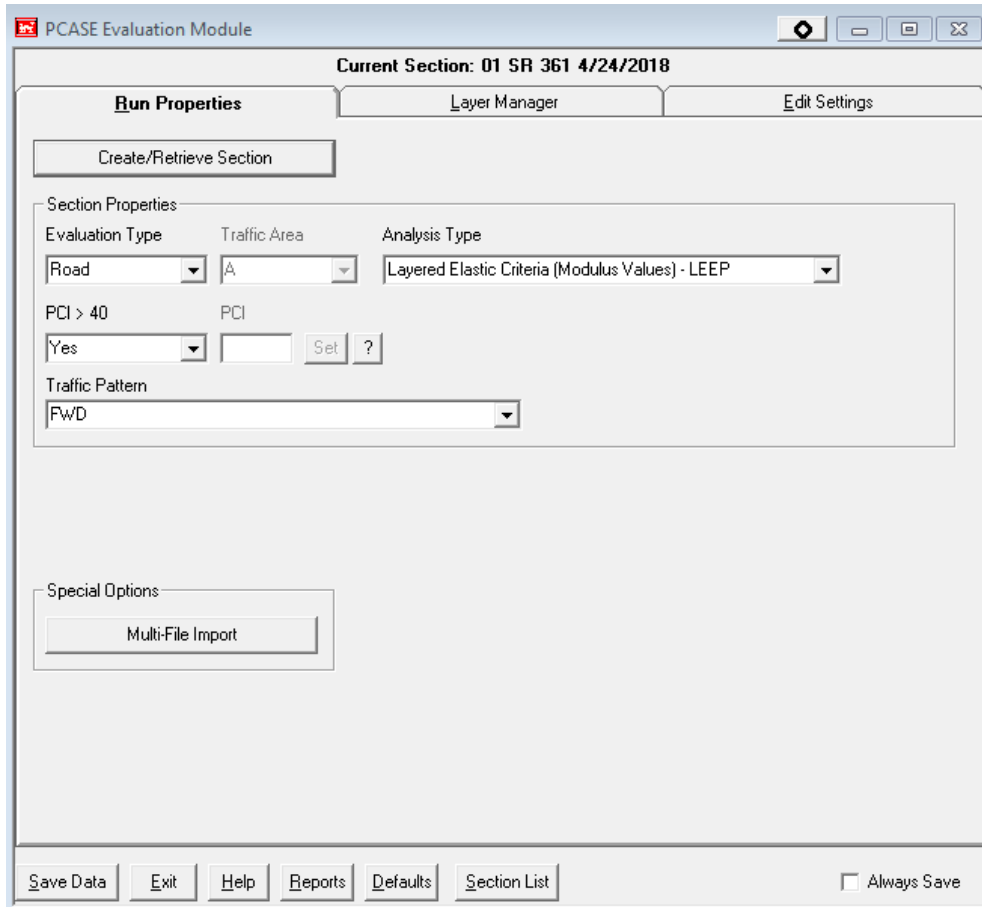 PCASE Evaluation Module
Current Section: 01 SR 361 4/24/2018
Run Properties Layer Manager Edit Settings
Create/Retrieve Section
Section Properties
Evaluation Type Traffic Area Analysis Type
Road A Layered Elastic Criteria (Modulus Values) - LEEP
PCI > 40 PCI
Yes Set ?
Traffic Pattern
FWD
Special Options
Multi-File Import
Save Data Exit Help Reports Defaults Section List Always Save